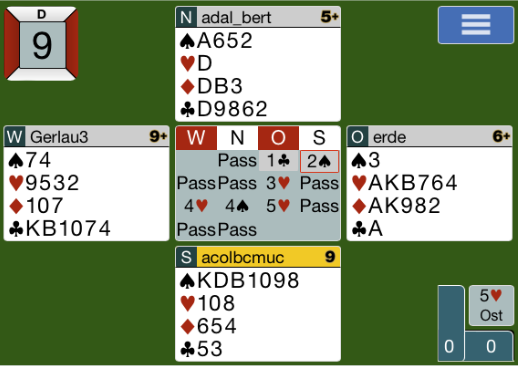 D
9
N adal_bert 5+
♠A652
♥D
♦DB3
♣D9862
W Gerlau3 9+
♠74
♥9532
♦107
♣KB1074
W N O S
Pass 1♣ 2♠
Pass Pass 3♥ Pass
4♥ 4♠ 5♥ Pass
Pass Pass
O erde 6+
♠3
♥AKB764
♦AK982
♣A
S acolbcmuc 9
♠KDB1098
♥108
♦654
♣53
5♥
Ost
0 0